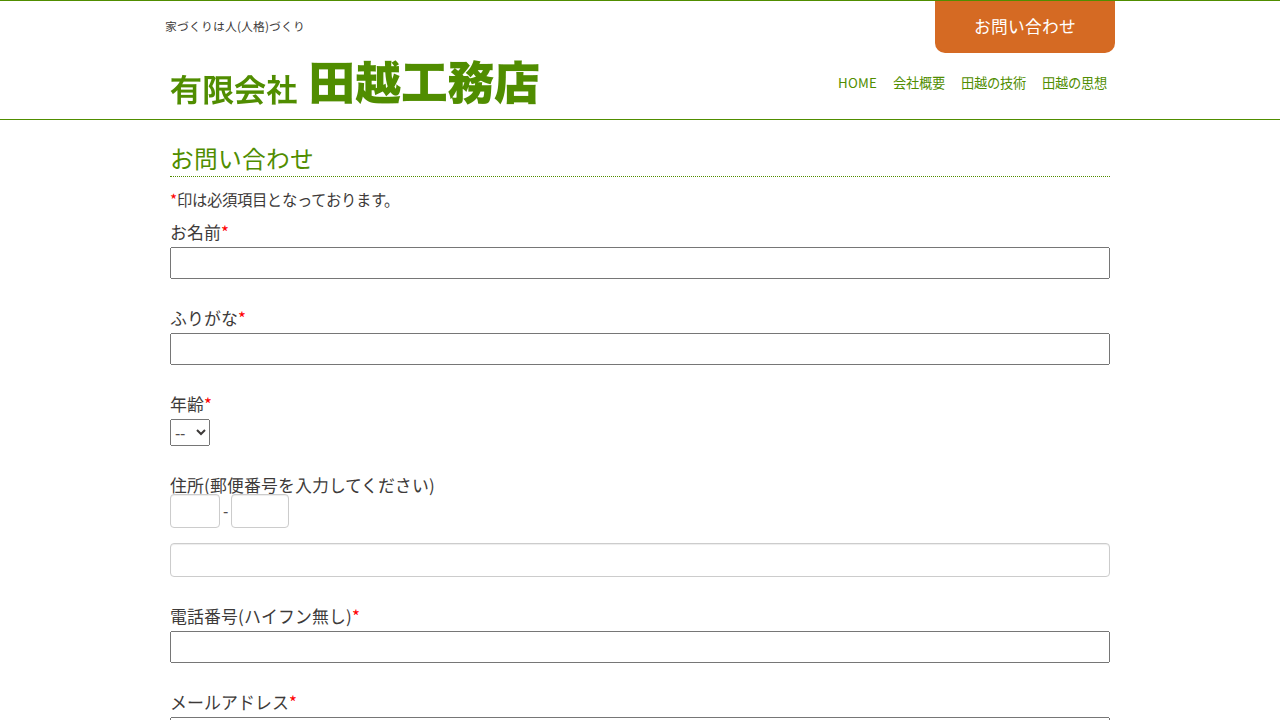 家づくりは人(人格)づくり
お問い合わせ
有限会社 田越工務店
HOME 会社概要 田越の技術 田越の思想
お問い合わせ
*印は必須項目となっております。
お名前*
ふりがな*
年齢*
--
住所(郵便番号を入力してください)
-
電話番号(ハイフン無し)*
メールアドレス*